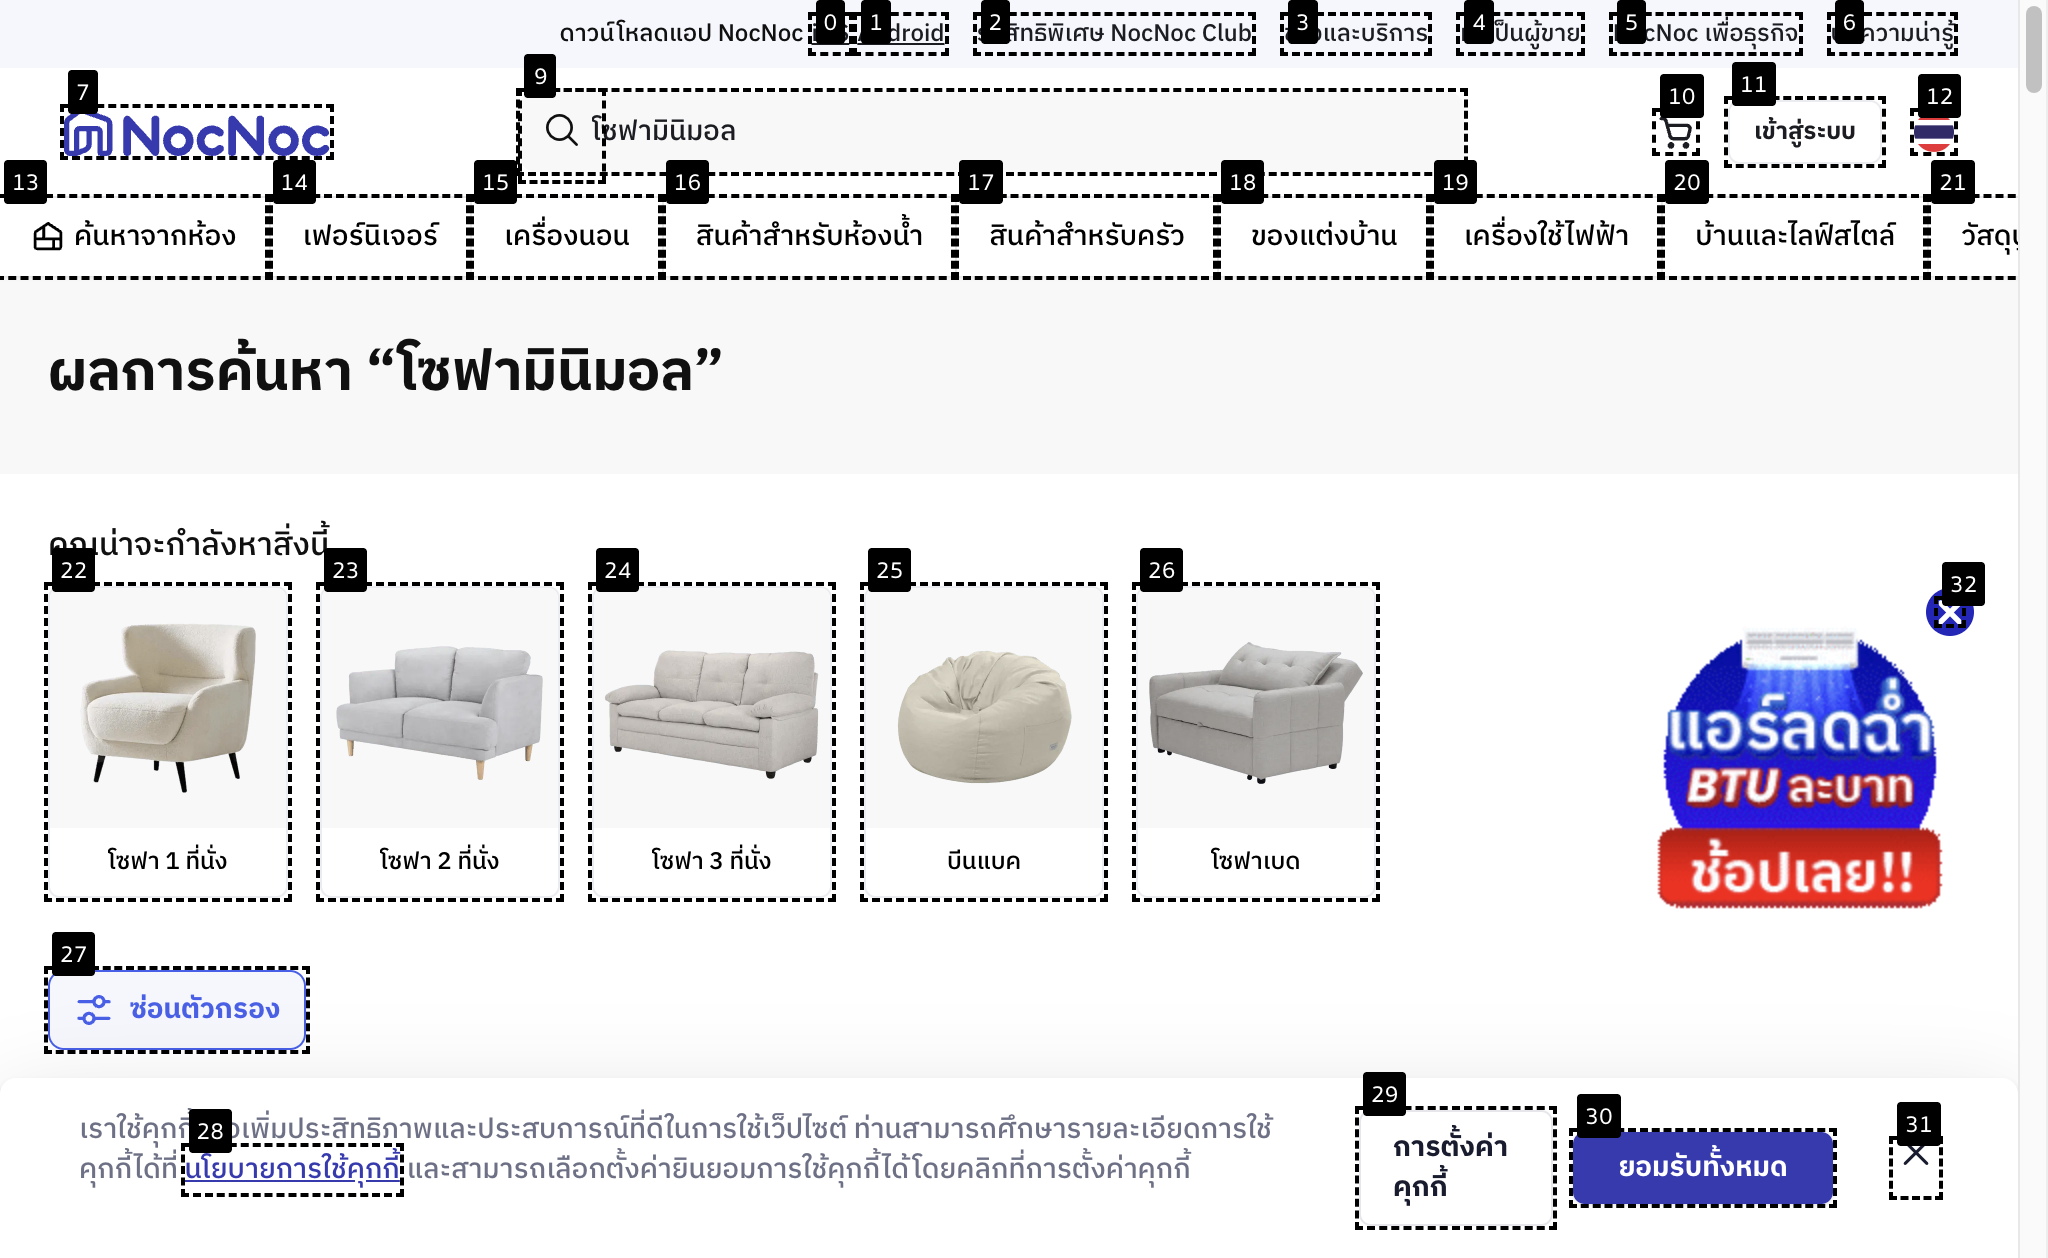 ดาวน์โหลดแอป NocNoc
สิทธิพิเศษ NocNoc Club
และบริการ
เป็นผู้ขาย
เพื่อธุรกิจ
ความน่ารู้
0
1
2
3
4
5
6
7
NocNoc
9
โซฟามินิมอล
10
11
เข้าสู่ระบบ
12
13
14
15
16
17
18
19
20
21
ค้นหาจากห้อง
เฟอร์นิเจอร์
เครื่องนอน
สินค้าสำหรับห้องน้ำ
สินค้าสำหรับครัว
ของแต่งบ้าน
เครื่องใช้ไฟฟ้า
บ้านและไลฟ์สไตล์
ผลการค้นหา “โซฟามินิมอล”
คุณน่าจะกำลังหาสิ่งนี้
22
23
24
25
26
32
โซฟา 1 ที่นั่ง
โซฟา 2 ที่นั่ง
โซฟา 3 ที่นั่ง
บีนแบค
โซฟาเบด
แอร์ลดฉ่ำ
BTU ละบาท
ช้อปเลย!!
27
ซ่อนตัวกรอง
28
29
30
31
เราใช้คุกกี้ เพิ่มประสิทธิภาพและประสบการณ์ที่ดีในการใช้เว็ปไซต์ ท่านสามารถศึกษารายละเอียดการใช้
คุกกี้ได้ที่ นโยบายการใช้คุกกี้ และสามารถเลือกตั้งค่ายินยอมการใช้คุกกี้ได้โดยคลิกที่การตั้งค่าคุกกี้
การตั้งค่า
คุกกี้
ยอมรับทั้งหมด